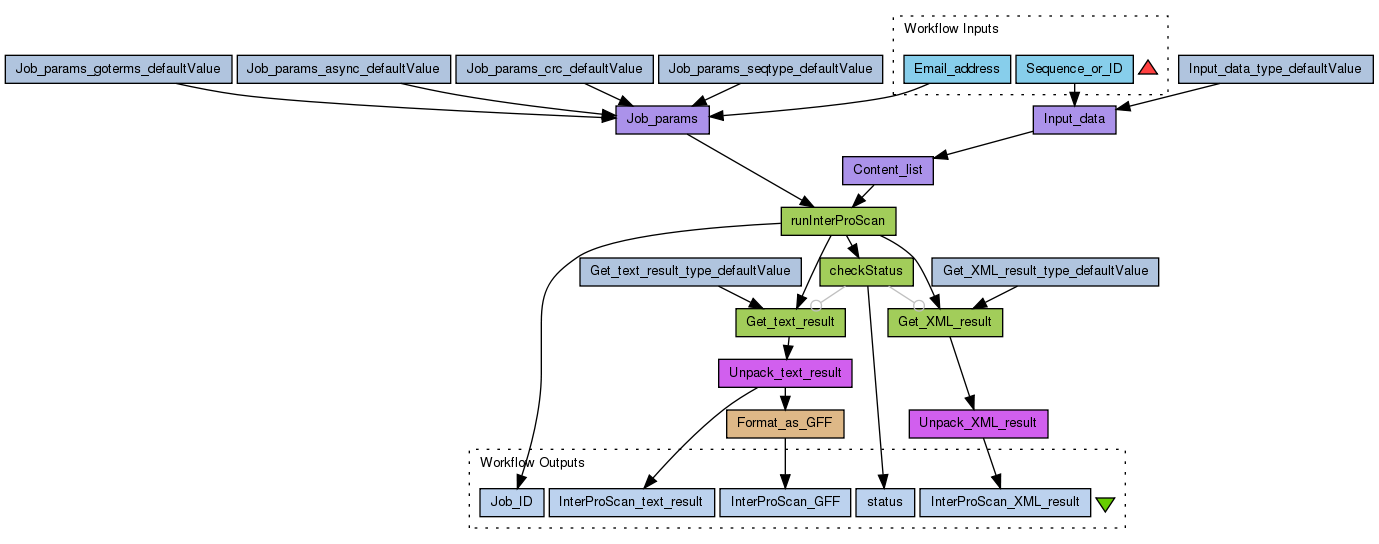 Workflow Inputs
Job_params_goterms_defaultValue
Job_params_async_defaultValue
Job_params_crc_defaultValue
Job_params_seqtype_defaultValue
Email_address
Sequence_or_ID
Input_data_type_defaultValue
Job_params
Input_data
Content_list
runInterProScan
Get_text_result_type_defaultValue
checkStatus
Get_XML_result_type_defaultValue
Get_text_result
Get_XML_result
Unpack_text_result
Format_as_GFF
Unpack_XML_result
Workflow Outputs
Job_ID
InterProScan_text_result
InterProScan_GFF
status
InterProScan_XML_result